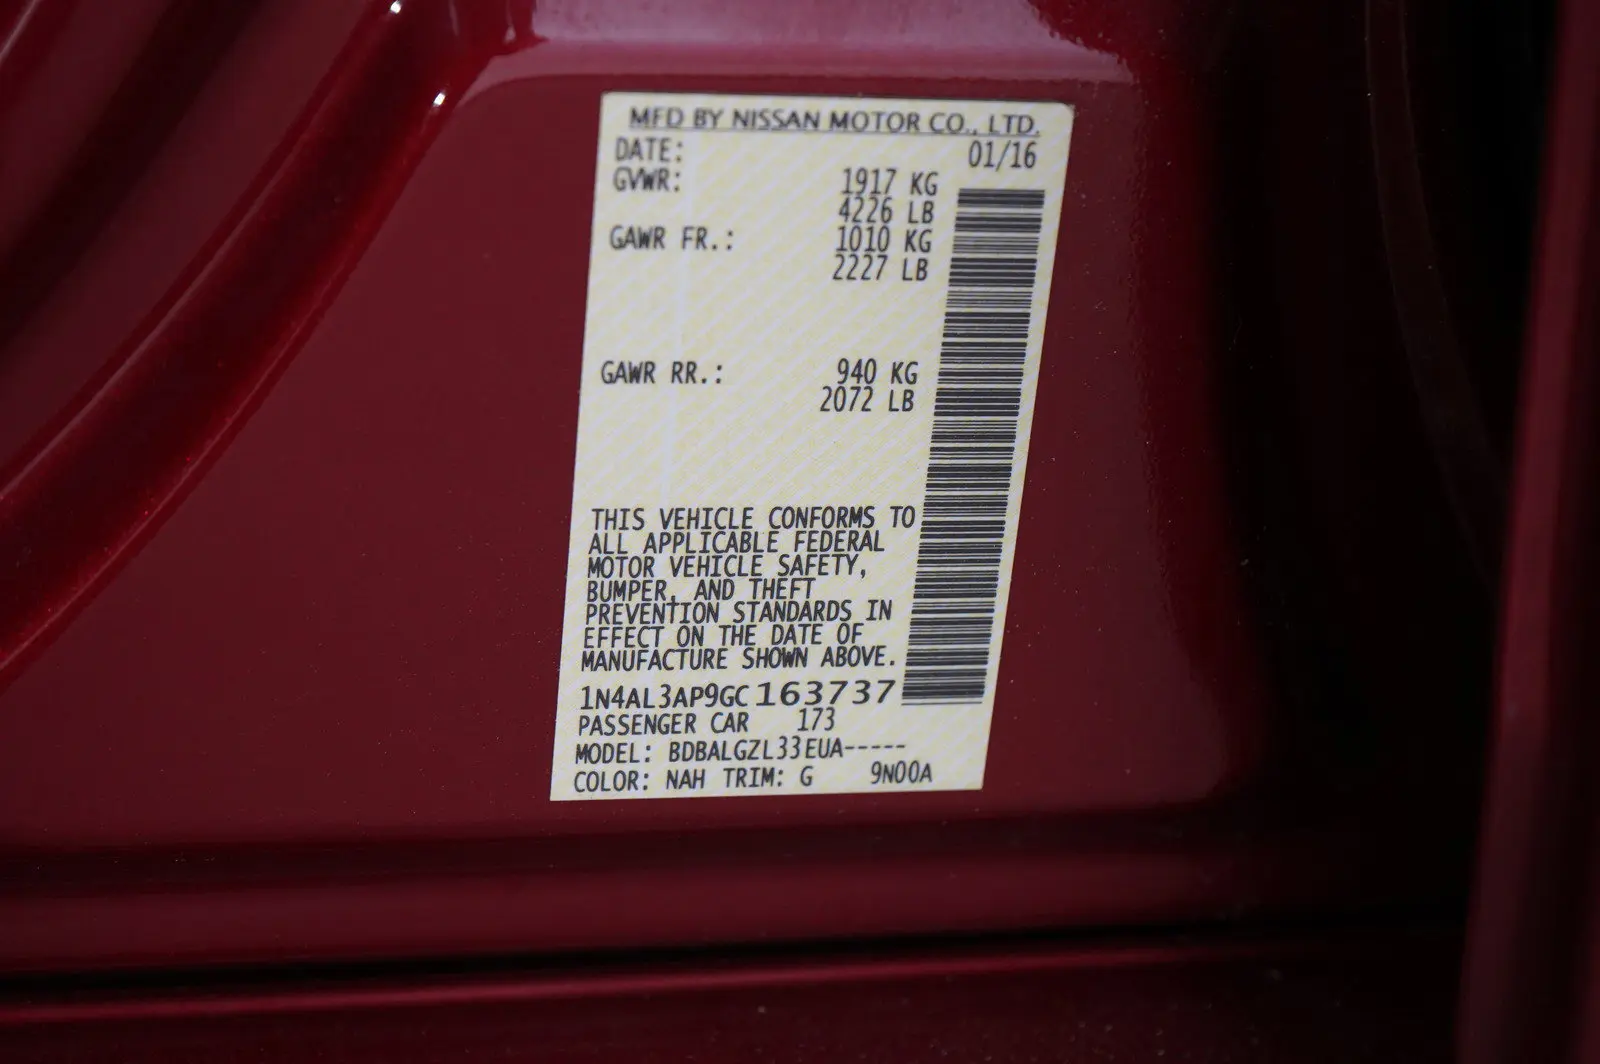 MFD BY NISSAN MOTOR CO., LTD.
DATE: 01/16
GVWR: 1917 KG
4226 LB
GAWR FR.: 1010 KG
2227 LB
GAWR RR.: 940 KG
2072 LB
THIS VEHICLE CONFORMS TO
ALL APPLICABLE FEDERAL
MOTOR VEHICLE SAFETY,
BUMPER, AND THEFT
PREVENTION STANDARDS IN
EFFECT ON THE DATE OF
MANUFACTURE SHOWN ABOVE.
1N4AL3AP9GC163737
PASSENGER CAR 173
MODEL: BDBALGZL33EUA-----
COLOR: NAH TRIM: G 9N00A